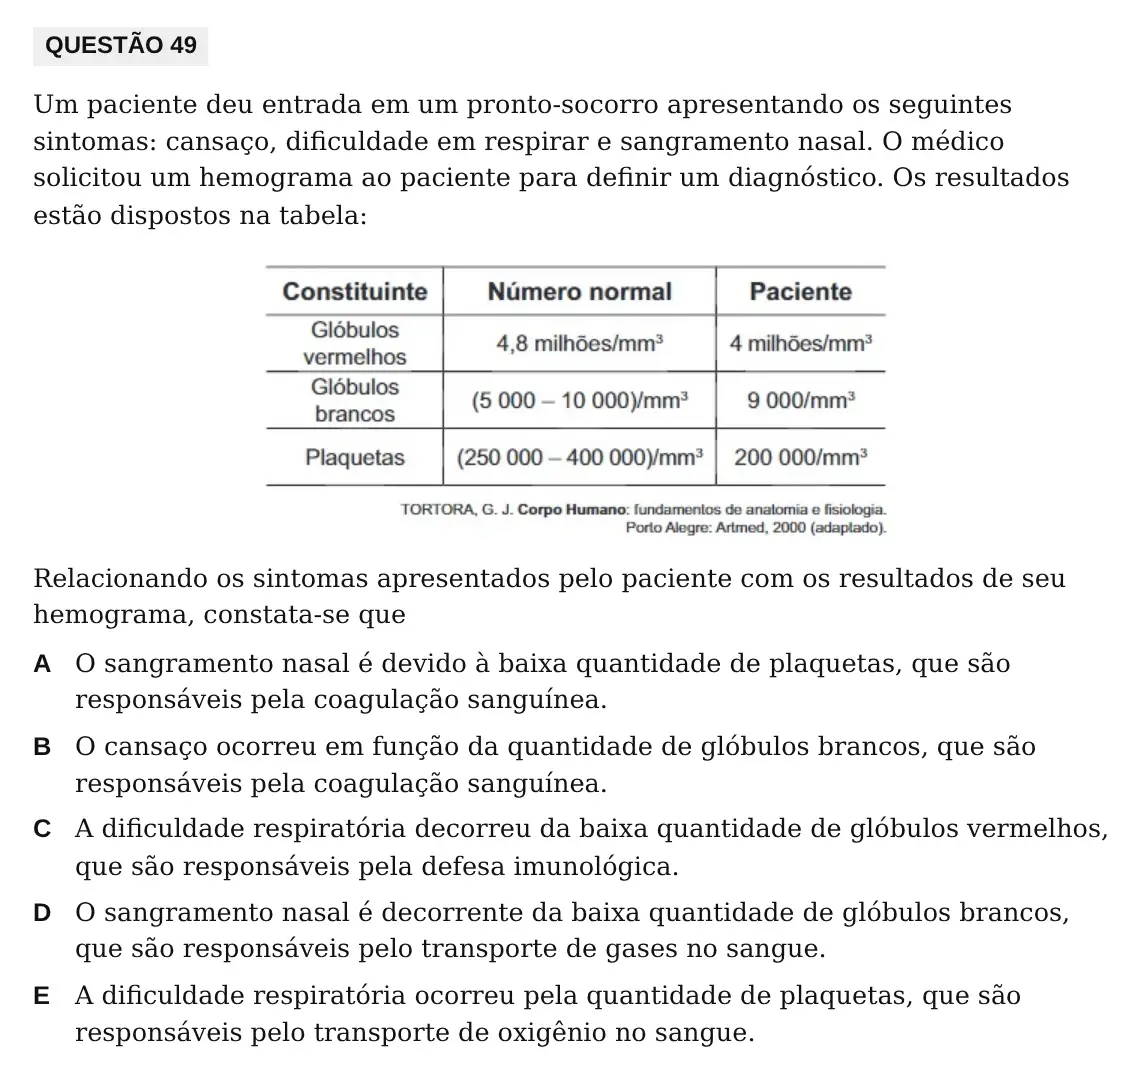 QUESTÃO 49
Um paciente deu entrada em um pronto-socorro apresentando os seguintes
sintomas: cansaço, dificuldade em respirar e sangramento nasal. O médico
solicitou um hemograma ao paciente para definir um diagnóstico. Os resultados
estão dispostos na tabela:
Constituinte Número normal Paciente
Glóbulos
vermelhos 4,8 milhões/mm³ 4 milhões/mm³
Glóbulos
brancos (5 000 – 10 000)/mm³ 9 000/mm³
Plaquetas (250 000 – 400 000)/mm³ 200 000/mm³
TORTORA, G. J. Corpo Humano: fundamentos de anatomia e fisiologia.
Porto Alegre: Artmed, 2000 (adaptado).
Relacionando os sintomas apresentados pelo paciente com os resultados de seu
hemograma, constata-se que
A O sangramento nasal é devido à baixa quantidade de plaquetas, que são
responsáveis pela coagulação sanguínea.
B O cansaço ocorreu em função da quantidade de glóbulos brancos, que são
responsáveis pela coagulação sanguínea.
C A dificuldade respiratória decorreu da baixa quantidade de glóbulos vermelhos,
que são responsáveis pela defesa imunológica.
D O sangramento nasal é decorrente da baixa quantidade de glóbulos brancos,
que são responsáveis pelo transporte de gases no sangue.
E A dificuldade respiratória ocorreu pela quantidade de plaquetas, que são
responsáveis pelo transporte de oxigênio no sangue.